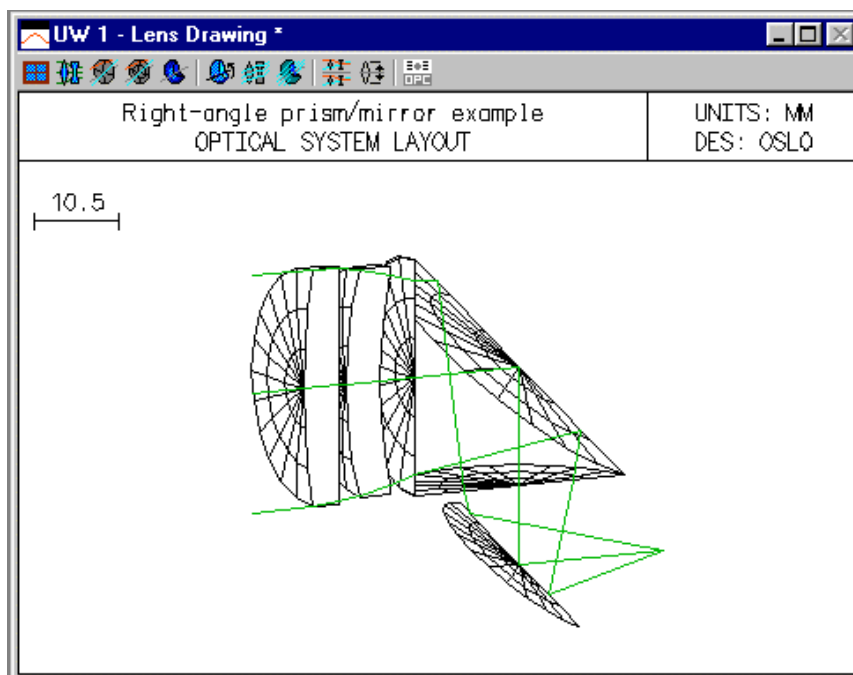 UW 1 - Lens Drawing *
Right-angle prism/mirror example
OPTICAL SYSTEM LAYOUT
UNITS: MM
DES: OSLO
10.5